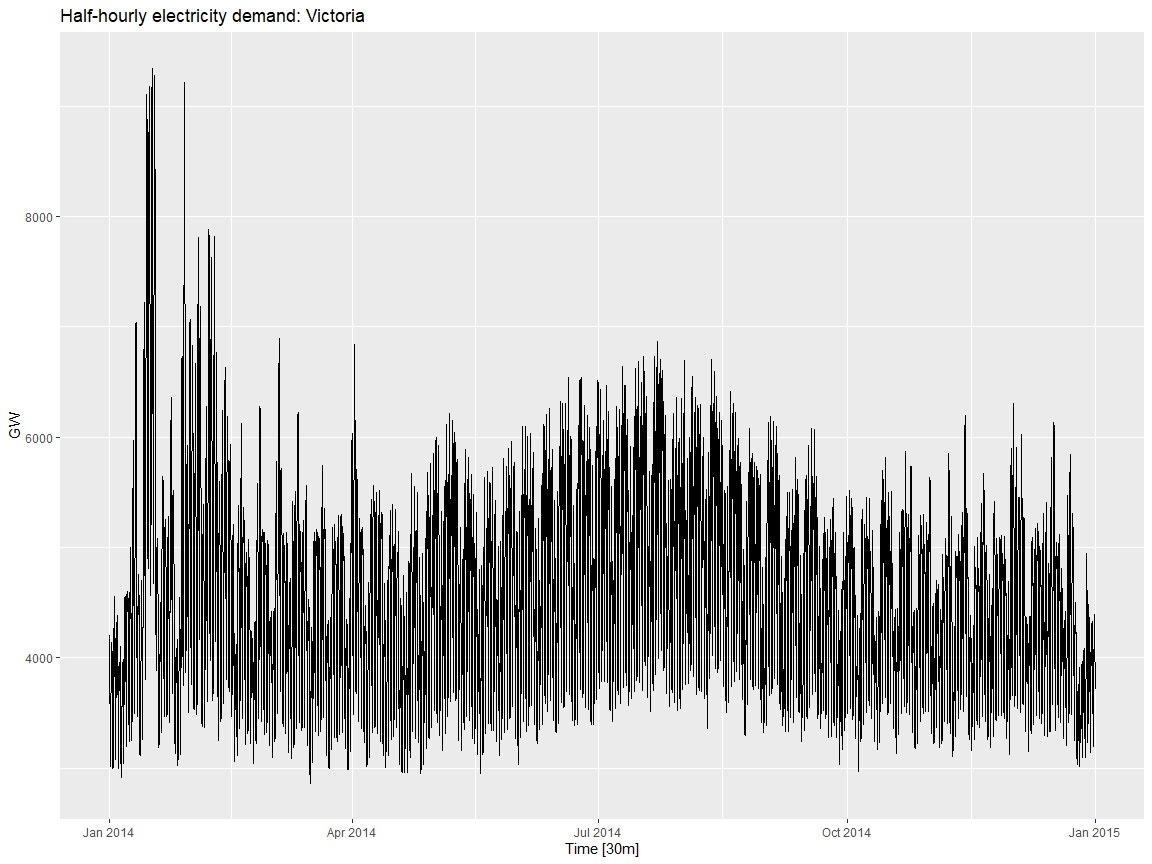 Half-hourly electricity demand: Victoria
GW
8000
6000
4000
Jan 2014
Apr 2014
Jul 2014
Oct 2014
Jan 2015
Time [30m]